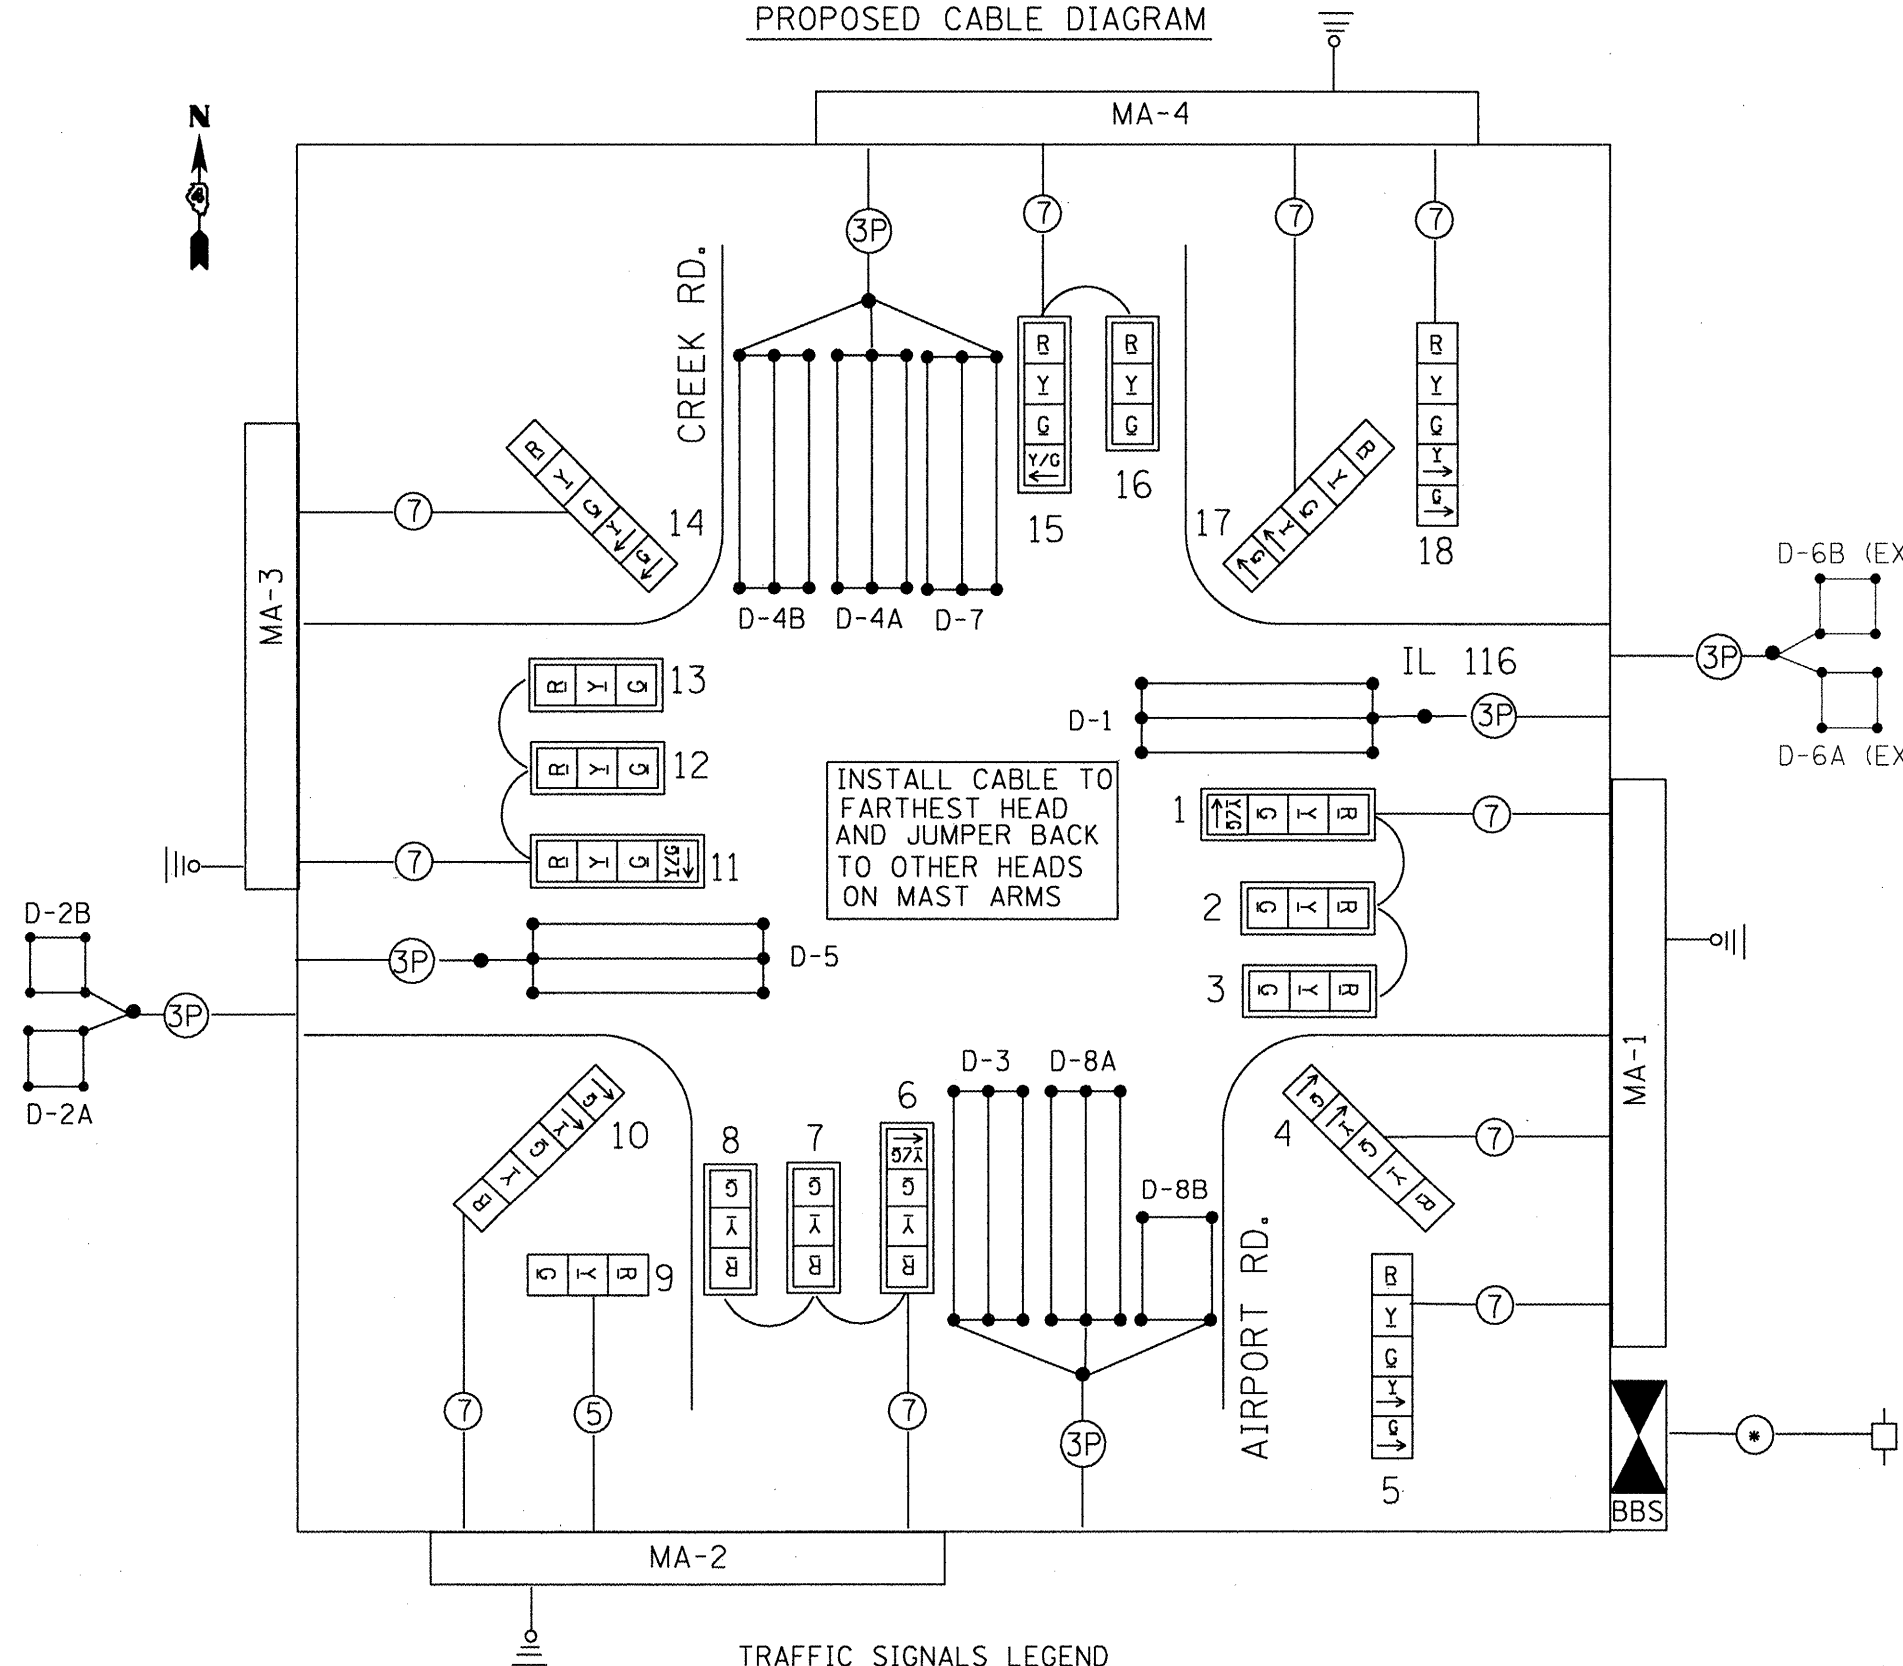 PROPOSED CABLE DIAGRAM
N
4
MA-4
3P
7
7
7
CREEK RD.
R
Y
G
Y/G
15
R
Y
G
16
R
Y
G
Y
G
14
7
MA-3
D-4B
D-4A
D-7
R
Y
G
Y
G
17
R
Y
G
Y
G
18
D-6B (EX
3P
D-6A (EX
IL 116
D-1
3P
R Y G
13
R Y G
12
7
R Y G Y/G
11
INSTALL CABLE TO
FARTHEST HEAD
AND JUMPER BACK
TO OTHER HEADS
ON MAST ARMS
1
Y/G G Y R
7
2
G Y R
3
G Y R
D-2B
3P
D-2A
3P
D-5
MA-1
R Y G Y G
10
8
G
Y
R
7
G
Y
R
6
Y/G
G
Y
R
D-3
D-8A
D-8B
4
G Y G Y R
7
G Y R
9
AIRPORT RD.
R
Y
G
Y
G
5
7
7
5
7
3P
*
BBS
MA-2
TRAFFIC SIGNALS LEGEND